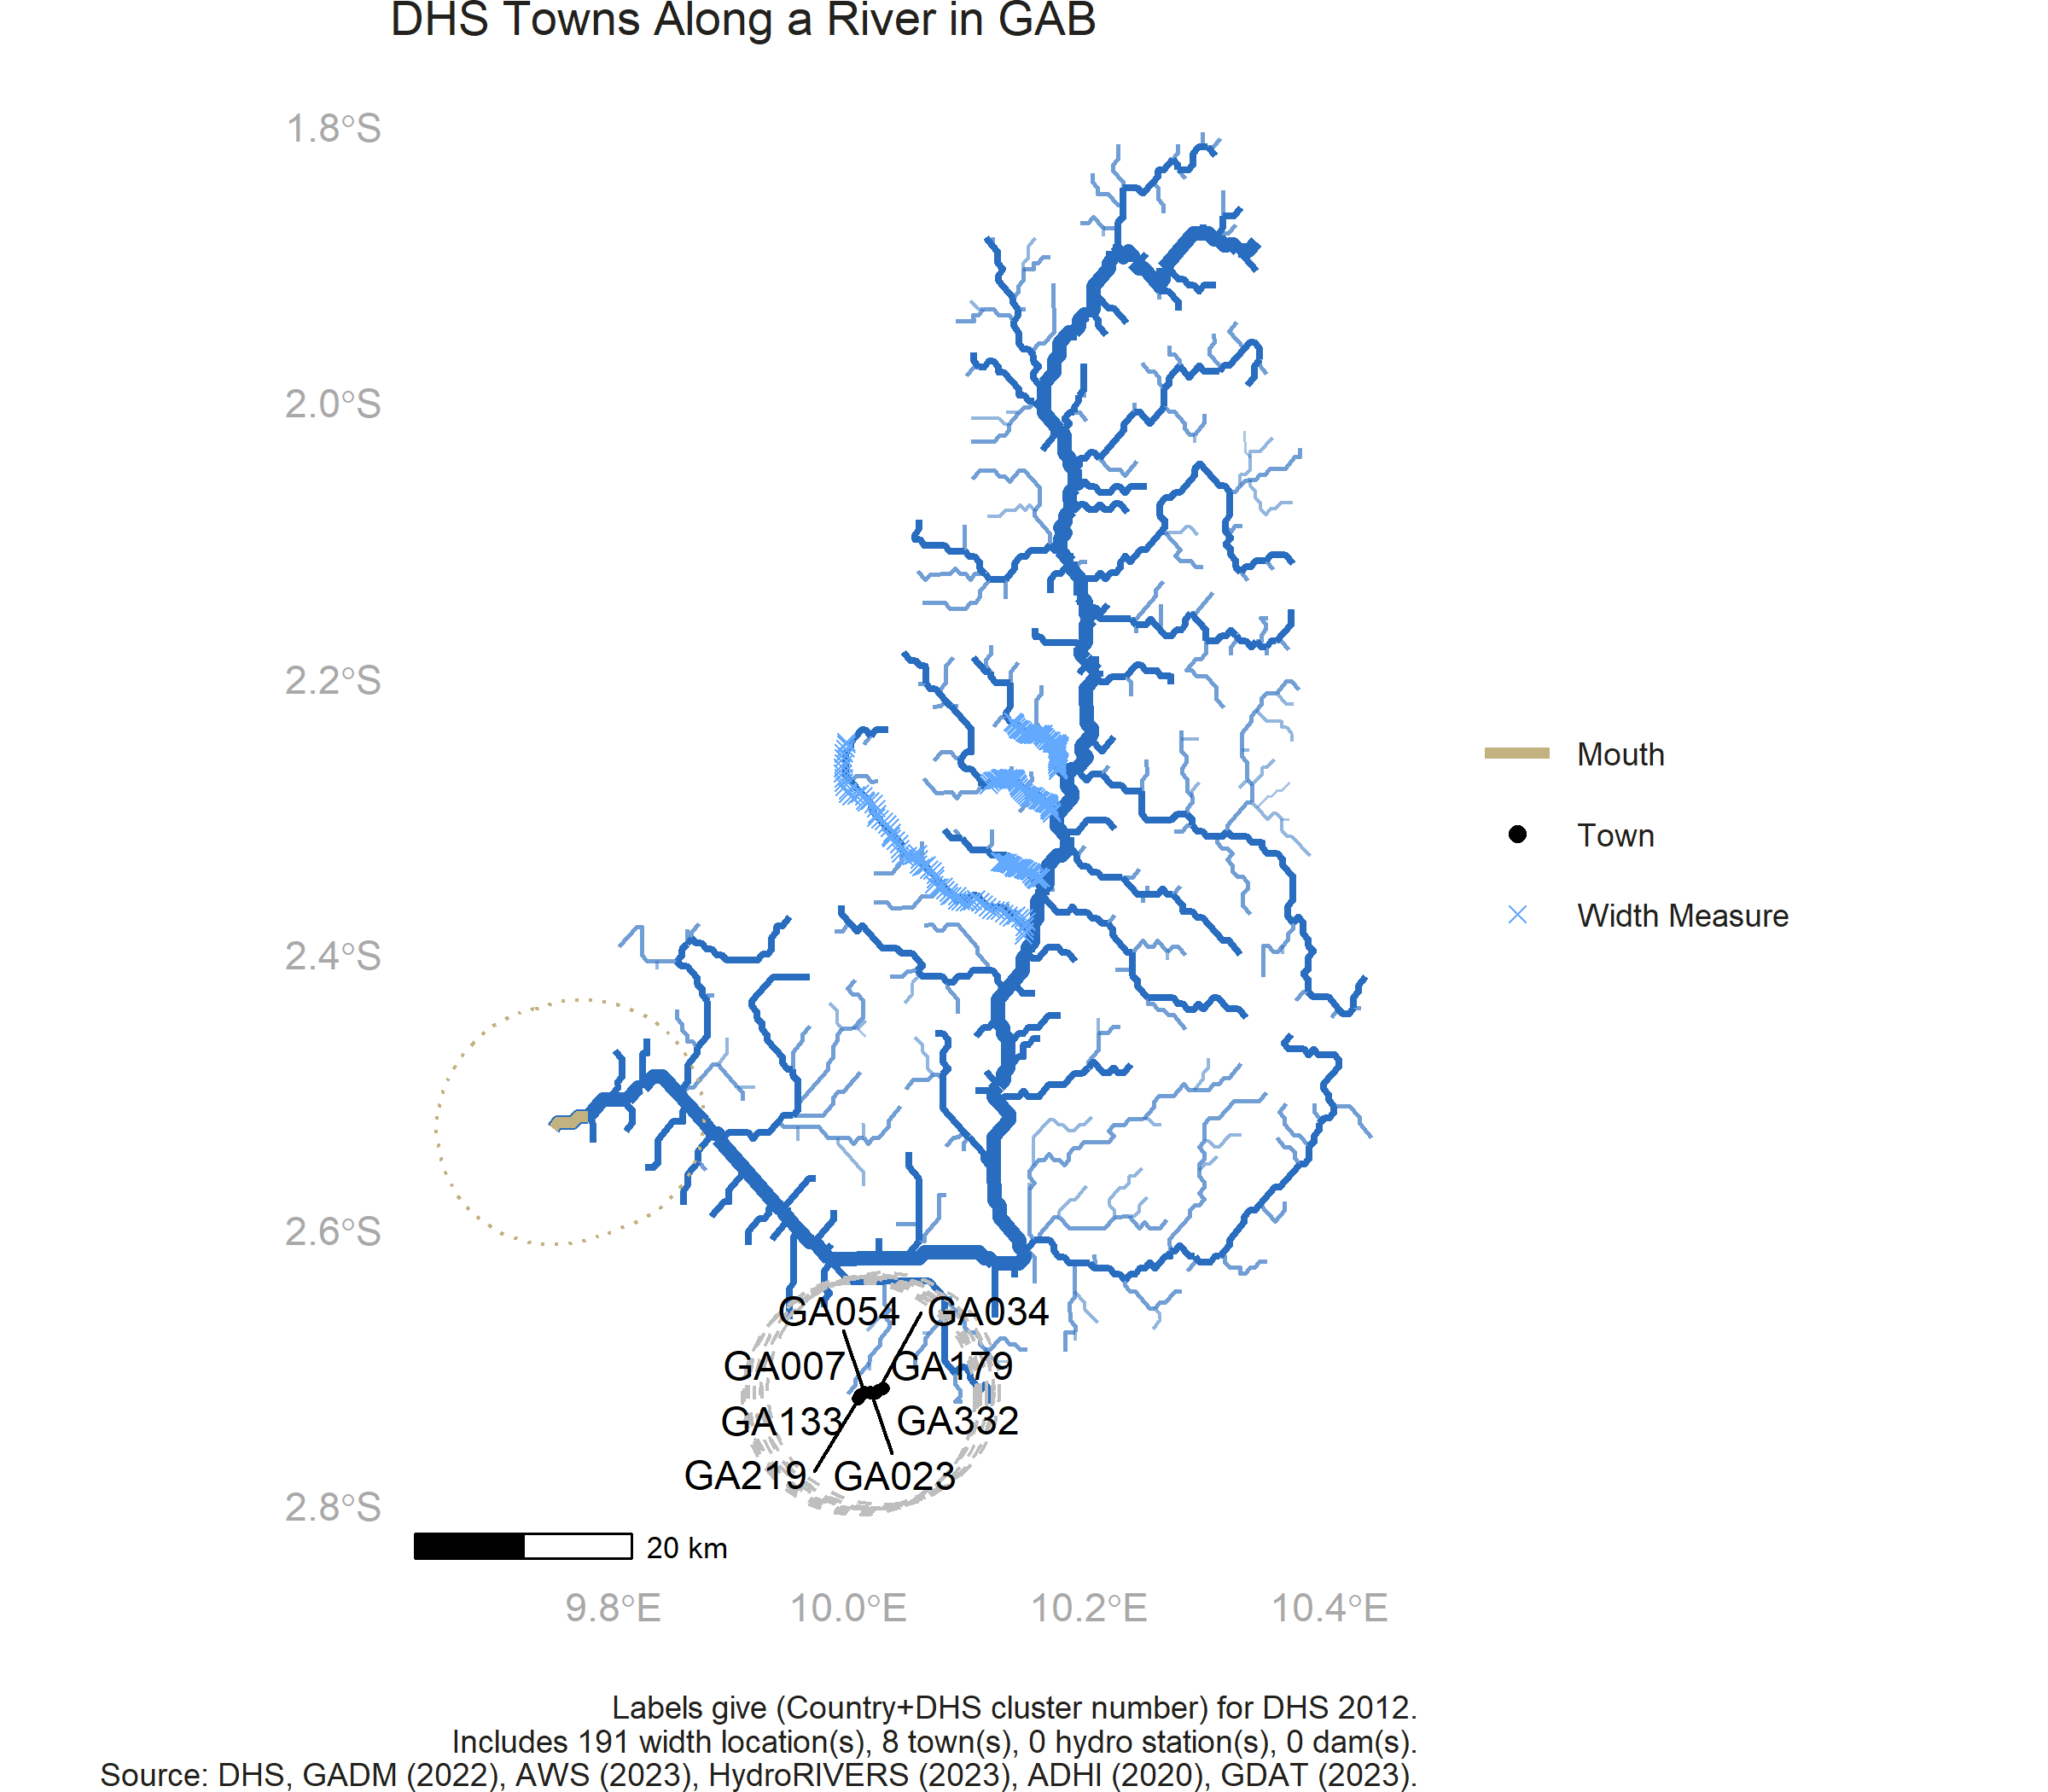 DHS Towns Along a River in GAB
1.8°S
2.0°S
2.2°S
2.4°S
2.6°S
2.8°S
Mouth
Town
Width Measure
GA054 GA034
GA007 GA179
GA133 GA332
GA219 GA023
20 km
9.8°E 10.0°E 10.2°E 10.4°E
Labels give (Country+DHS cluster number) for DHS 2012.
Includes 191 width location(s), 8 town(s), 0 hydro station(s), 0 dam(s).
Source: DHS, GADM (2022), AWS (2023), HydroRIVERS (2023), ADHI (2020), GDAT (2023).